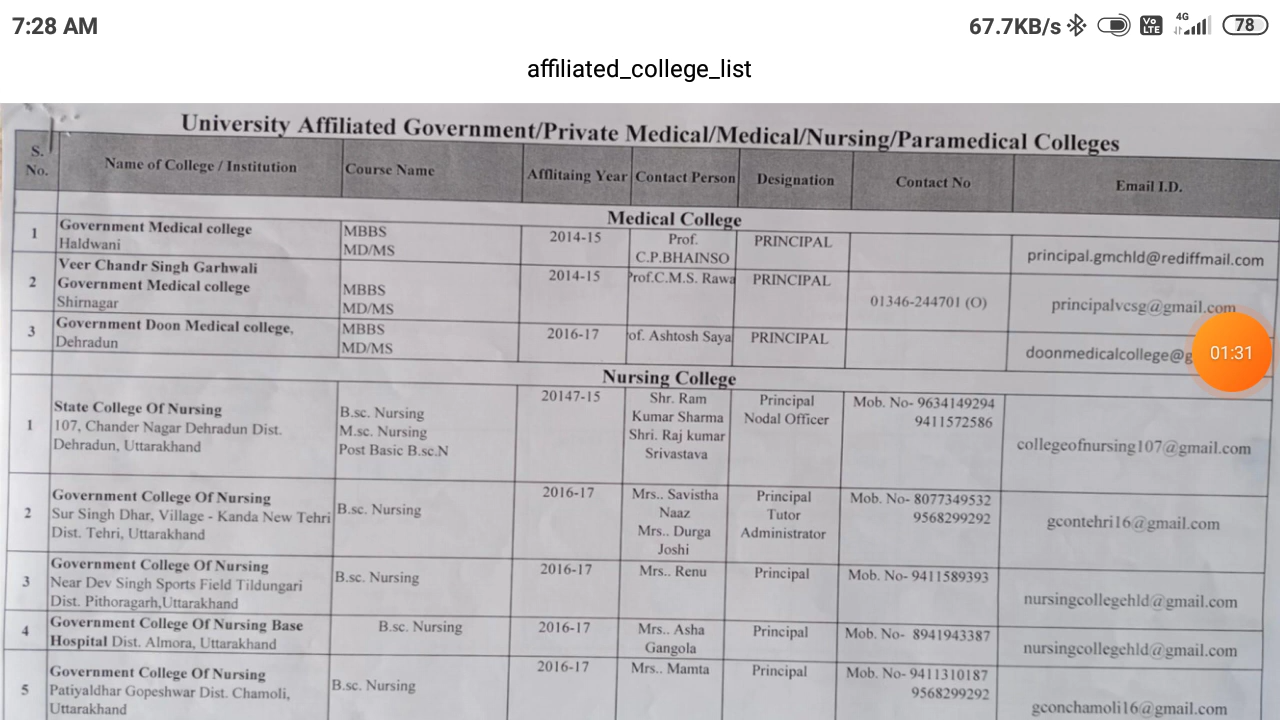 7:28 AM
67.7KB/s
Vo LTE
4G
78
affiliated_college_list
University Affiliated Government/Private Medical/Medical/Nursing/Paramedical Colleges
S. No. Name of College / Institution Course Name Afflitaing Year Contact Person Designation Contact No Email I.D.
Medical College
1 Government Medical college MBBS 2014-15 Prof. PRINCIPAL
Haldwani MD/MS C.P.BHAINSO principal.gmchld@rediffmail.com
2 Veer Chandr Singh Garhwali 2014-15 Prof.C.M.S. Rawa PRINCIPAL
Government Medical college MBBS
Shirnagar MD/MS 01346-244701 (O) principalvcsg@gmail.com
3 Government Doon Medical college, MBBS 2016-17 of. Ashtosh Saya PRINCIPAL
Dehradun MD/MS doonmedicalcollege@g
01:31
Nursing College
20147-15 Shr. Ram Principal Mob. No- 9634149294
1 State College Of Nursing B.sc. Nursing Kumar Sharma Nodal Officer 9411572586
107, Chander Nagar Dehradun Dist. M.sc. Nursing Shri. Raj kumar
Dehradun, Uttarakhand Post Basic B.sc.N Srivastava collegeofnursing107@gmail.com
2 Government College Of Nursing 2016-17 Mrs.. Savistha Principal Mob. No- 8077349532
Sur Singh Dhar, Village - Kanda New Tehri B.sc. Nursing Naaz Tutor 9568299292
Dist. Tehri, Uttarakhand Mrs.. Durga Administrator gcontehri16@gmail.com
Joshi
3 Government College Of Nursing 2016-17 Mrs.. Renu Principal Mob. No- 9411589393
Near Dev Singh Sports Field Tildungari B.sc. Nursing
Dist. Pithoragarh,Uttarakhand nursingcollegehld@gmail.com
4 Government College Of Nursing Base B.sc. Nursing 2016-17 Mrs.. Asha Principal Mob. No- 8941943387
Hospital Dist. Almora, Uttarakhand Gangola nursingcollegehld@gmail.com
5 Government College Of Nursing 2016-17 Mrs.. Mamta Principal Mob. No- 9411310187
Patiyaldhar Gopeshwar Dist. Chamoli, B.sc. Nursing 9568299292
Uttarakhand gconchamoli16@gmail.com